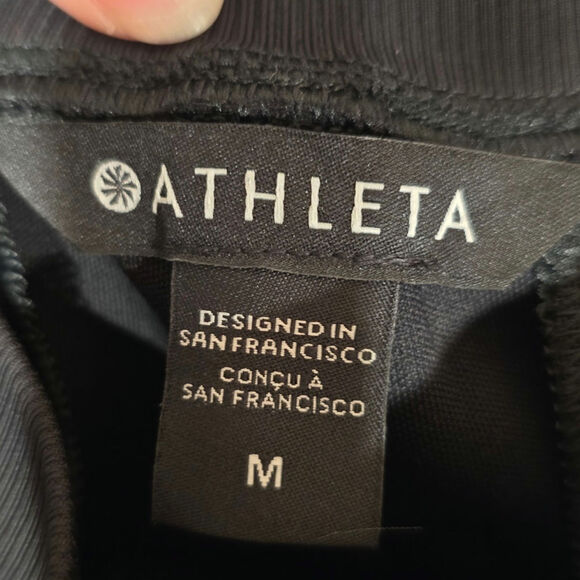 ATHLETA
DESIGNED IN
SAN FRANCISCO
CONÇU À
SAN FRANCISCO
M